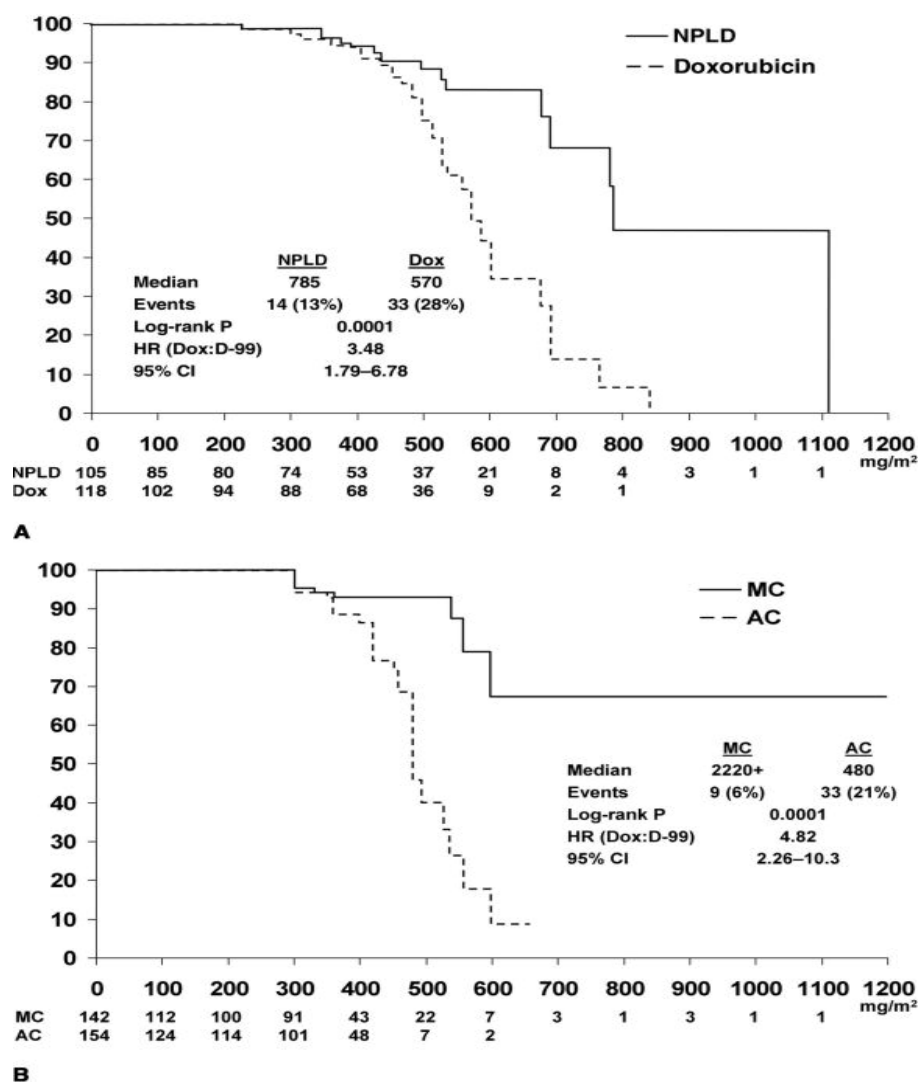 100
90
80
70
60
50
40
30
20
10
0
NPLD
Doxorubicin
NPLD Dox
Median 785 570
Events 14 (13%) 33 (28%)
Log-rank P 0.0001
HR (Dox:D-99) 3.48
95% CI 1.79–6.78
0 100 200 300 400 500 600 700 800 900 1000 1100 1200
mg/m²
NPLD 105 85 80 74 53 37 21 8 4 3 1 1
Dox 118 102 94 88 68 36 9 2 1
A
100
90
80
70
60
50
40
30
20
10
0
MC
AC
MC AC
Median 2220+ 480
Events 9 (6%) 33 (21%)
Log-rank P 0.0001
HR (Dox:D-99) 4.82
95% CI 2.26–10.3
0 100 200 300 400 500 600 700 800 900 1000 1100 1200
mg/m²
MC 142 112 100 91 43 22 7 3 1 3 1 1
AC 154 124 114 101 48 7 2
B